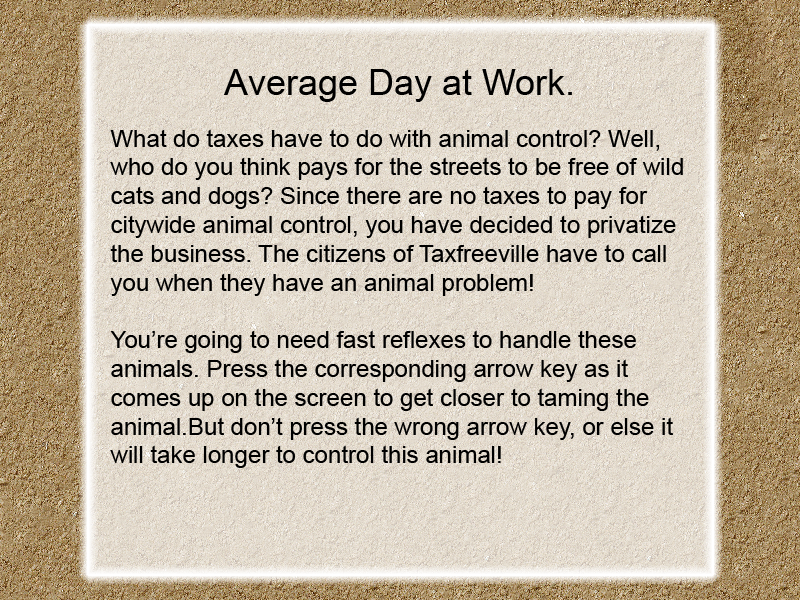 Average Day at Work.
What do taxes have to do with animal control? Well,
who do you think pays for the streets to be free of wild
cats and dogs? Since there are no taxes to pay for
citywide animal control, you have decided to privatize
the business. The citizens of Taxfreeville have to call
you when they have an animal problem!
You’re going to need fast reflexes to handle these
animals. Press the corresponding arrow key as it
comes up on the screen to get closer to taming the
animal.But don’t press the wrong arrow key, or else it
will take longer to control this animal!